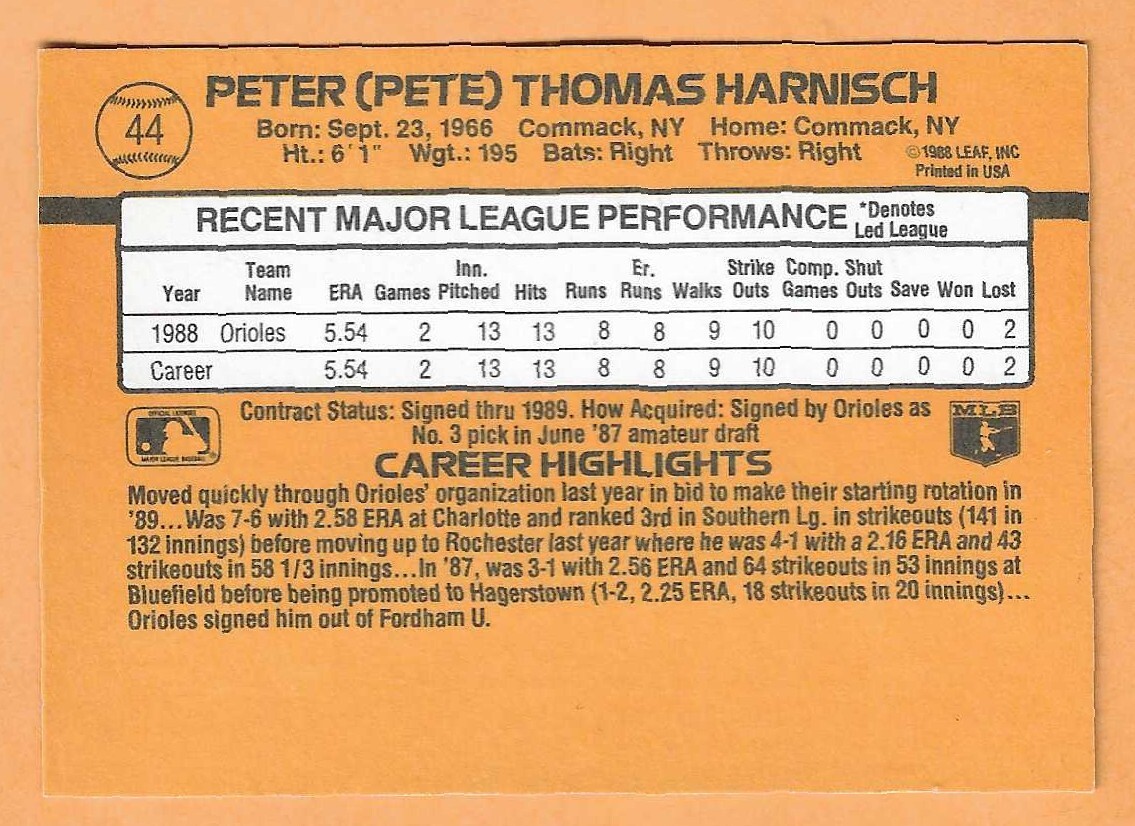 44
PETER (PETE) THOMAS HARNISCH
Born: Sept. 23, 1966 Commack, NY Home: Commack, NY
Ht.: 6'1" Wgt.: 195 Bats: Right Throws: Right
©1988 LEAF, INC
Printed in USA
RECENT MAJOR LEAGUE PERFORMANCE *Denotes
Led League
Team Inn. Er. Strike Comp. Shut
Year Name ERA Games Pitched Hits Runs Runs Walks Outs Games Outs Save Won Lost
1988 Orioles 5.54 2 13 13 8 8 9 10 0 0 0 0 2
Career 5.54 2 13 13 8 8 9 10 0 0 0 0 2
OFFICIAL LICENSEE
MAJOR LEAGUE BASEBALL
Contract Status: Signed thru 1989. How Acquired: Signed by Orioles as
No. 3 pick in June '87 amateur draft
MLB
CAREER HIGHLIGHTS
Moved quickly through Orioles' organization last year in bid to make their starting rotation in
'89...Was 7-6 with 2.58 ERA at Charlotte and ranked 3rd in Southern Lg. in strikeouts (141 in
132 innings) before moving up to Rochester last year where he was 4-1 with a 2.16 ERA and 43
strikeouts in 58 1/3 innings...In '87, was 3-1 with 2.56 ERA and 64 strikeouts in 53 innings at
Bluefield before being promoted to Hagerstown (1-2, 2.25 ERA, 18 strikeouts in 20 innings)...
Orioles signed him out of Fordham U.